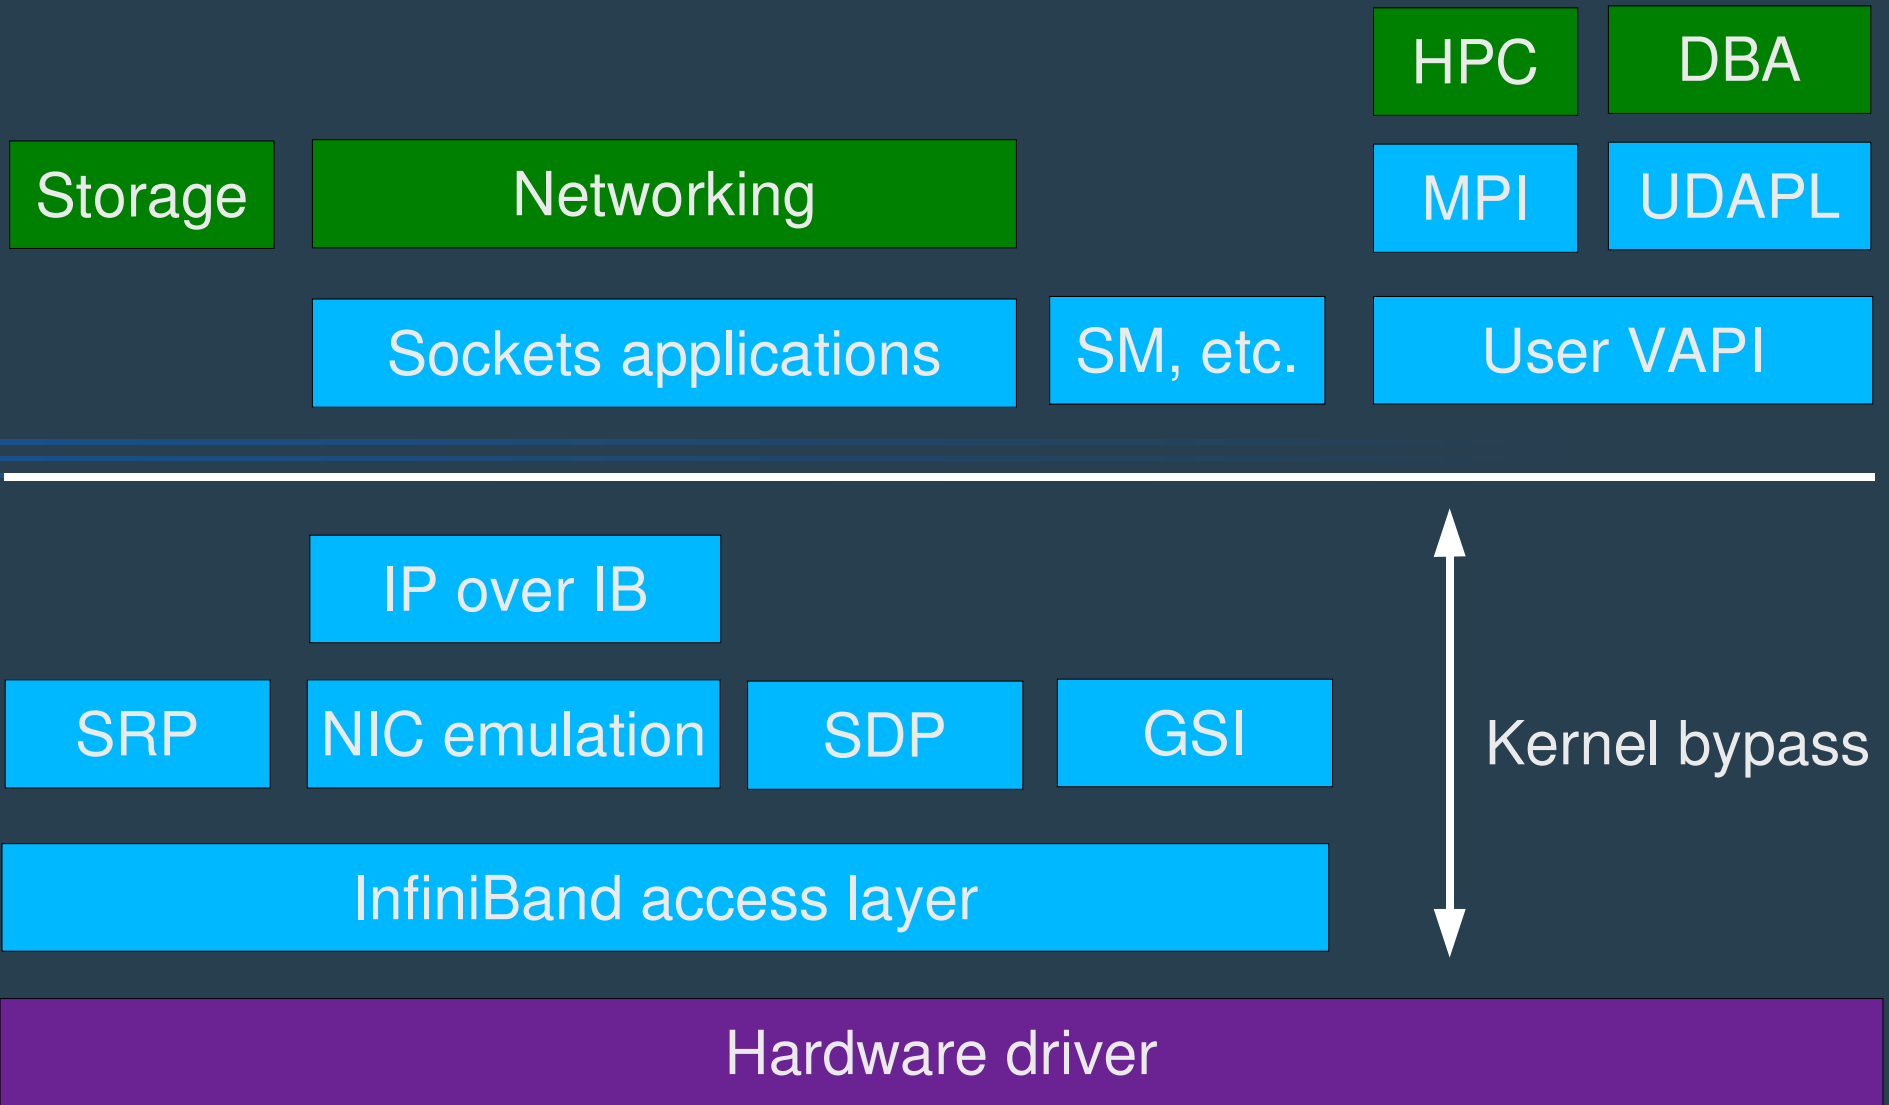 HPC
DBA
Storage
Networking
MPI
UDAPL
Sockets applications
SM, etc.
User VAPI
IP over IB
SRP
NIC emulation
SDP
GSI
Kernel bypass
InfiniBand access layer
Hardware driver